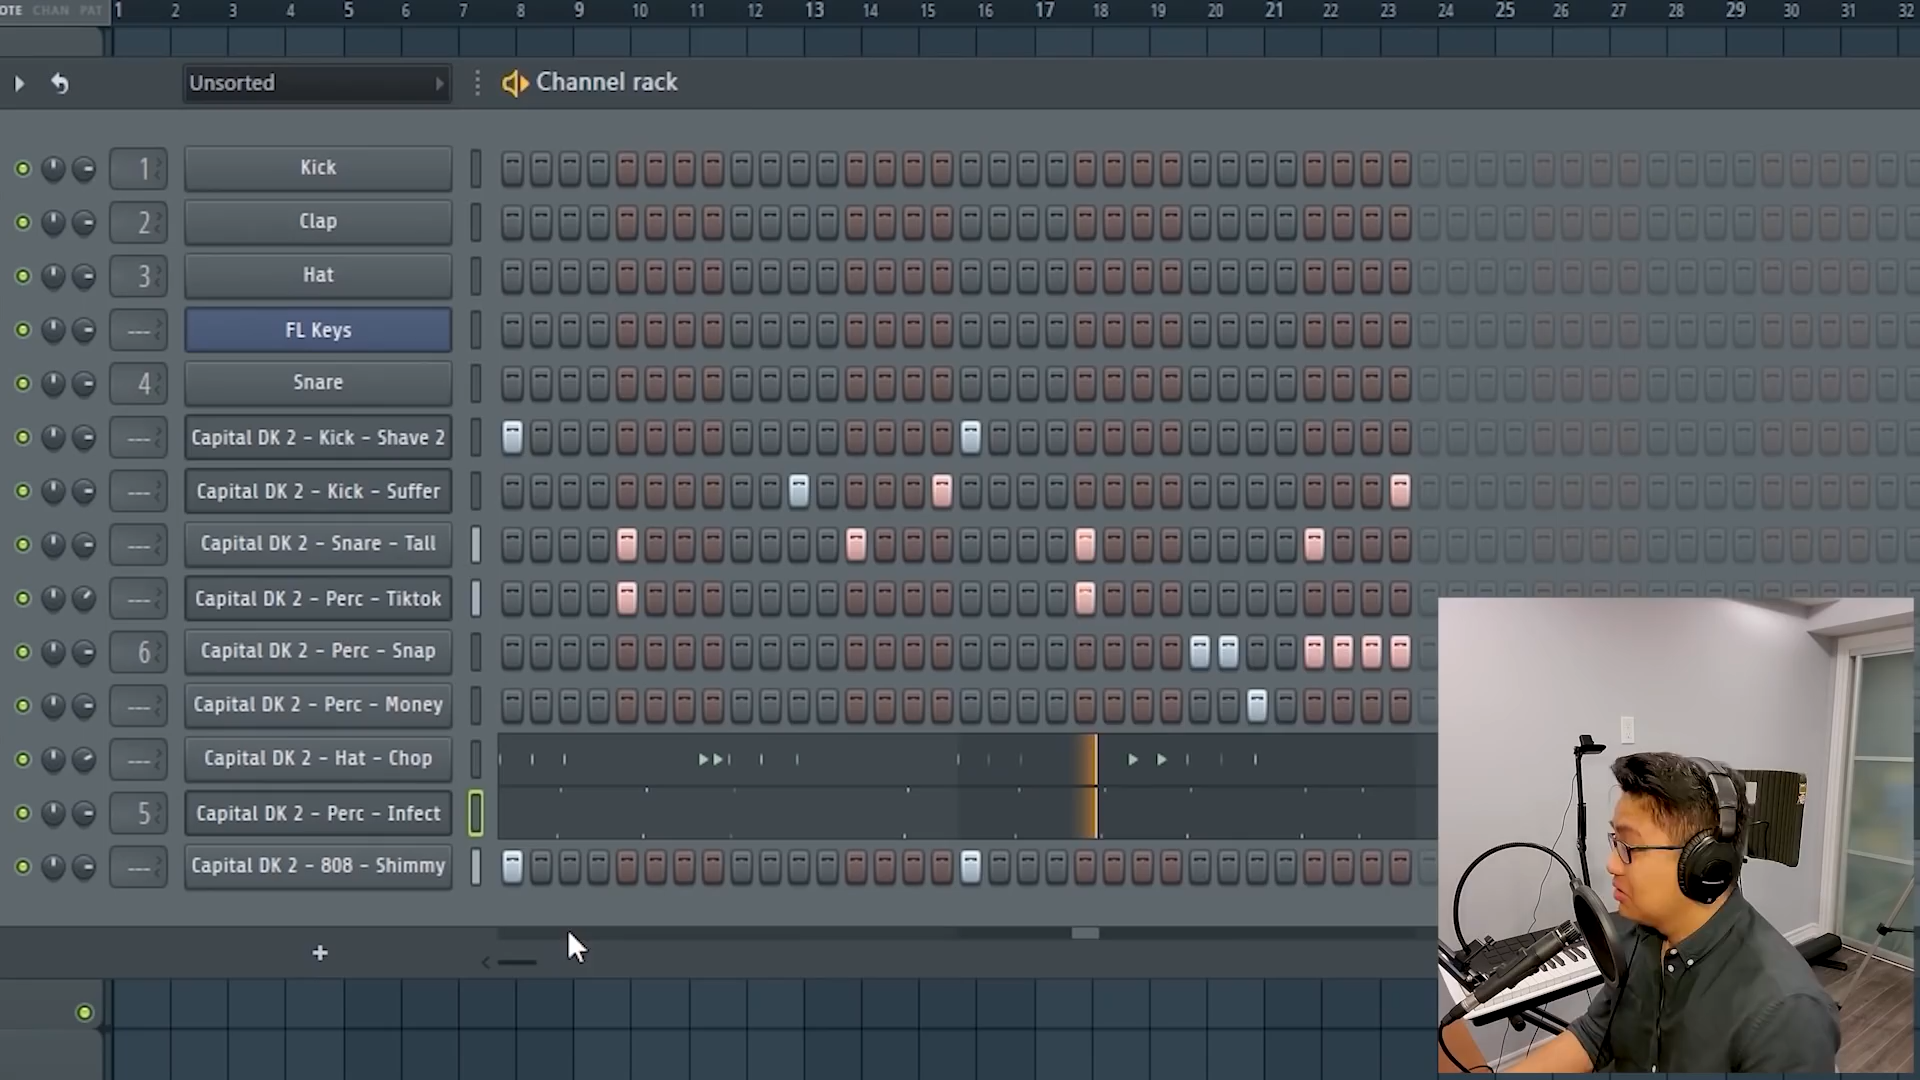 OTE CHAN PAT
1 2 3 4 5 6 7 8 9 10 11 12 13 14 15 16 17 18 19 20 21 22 23 24 25 26 27 28 29 30 31 32
Unsorted
Channel rack
1 Kick
2 Clap
3 Hat
--- FL Keys
4 Snare
--- Capital DK 2 - Kick - Shave 2
--- Capital DK 2 - Kick - Suffer
--- Capital DK 2 - Snare - Tall
--- Capital DK 2 - Perc - Tiktok
6 Capital DK 2 - Perc - Snap
--- Capital DK 2 - Perc - Money
--- Capital DK 2 - Hat - Chop
5 Capital DK 2 - Perc - Infect
--- Capital DK 2 - 808 - Shimmy
+